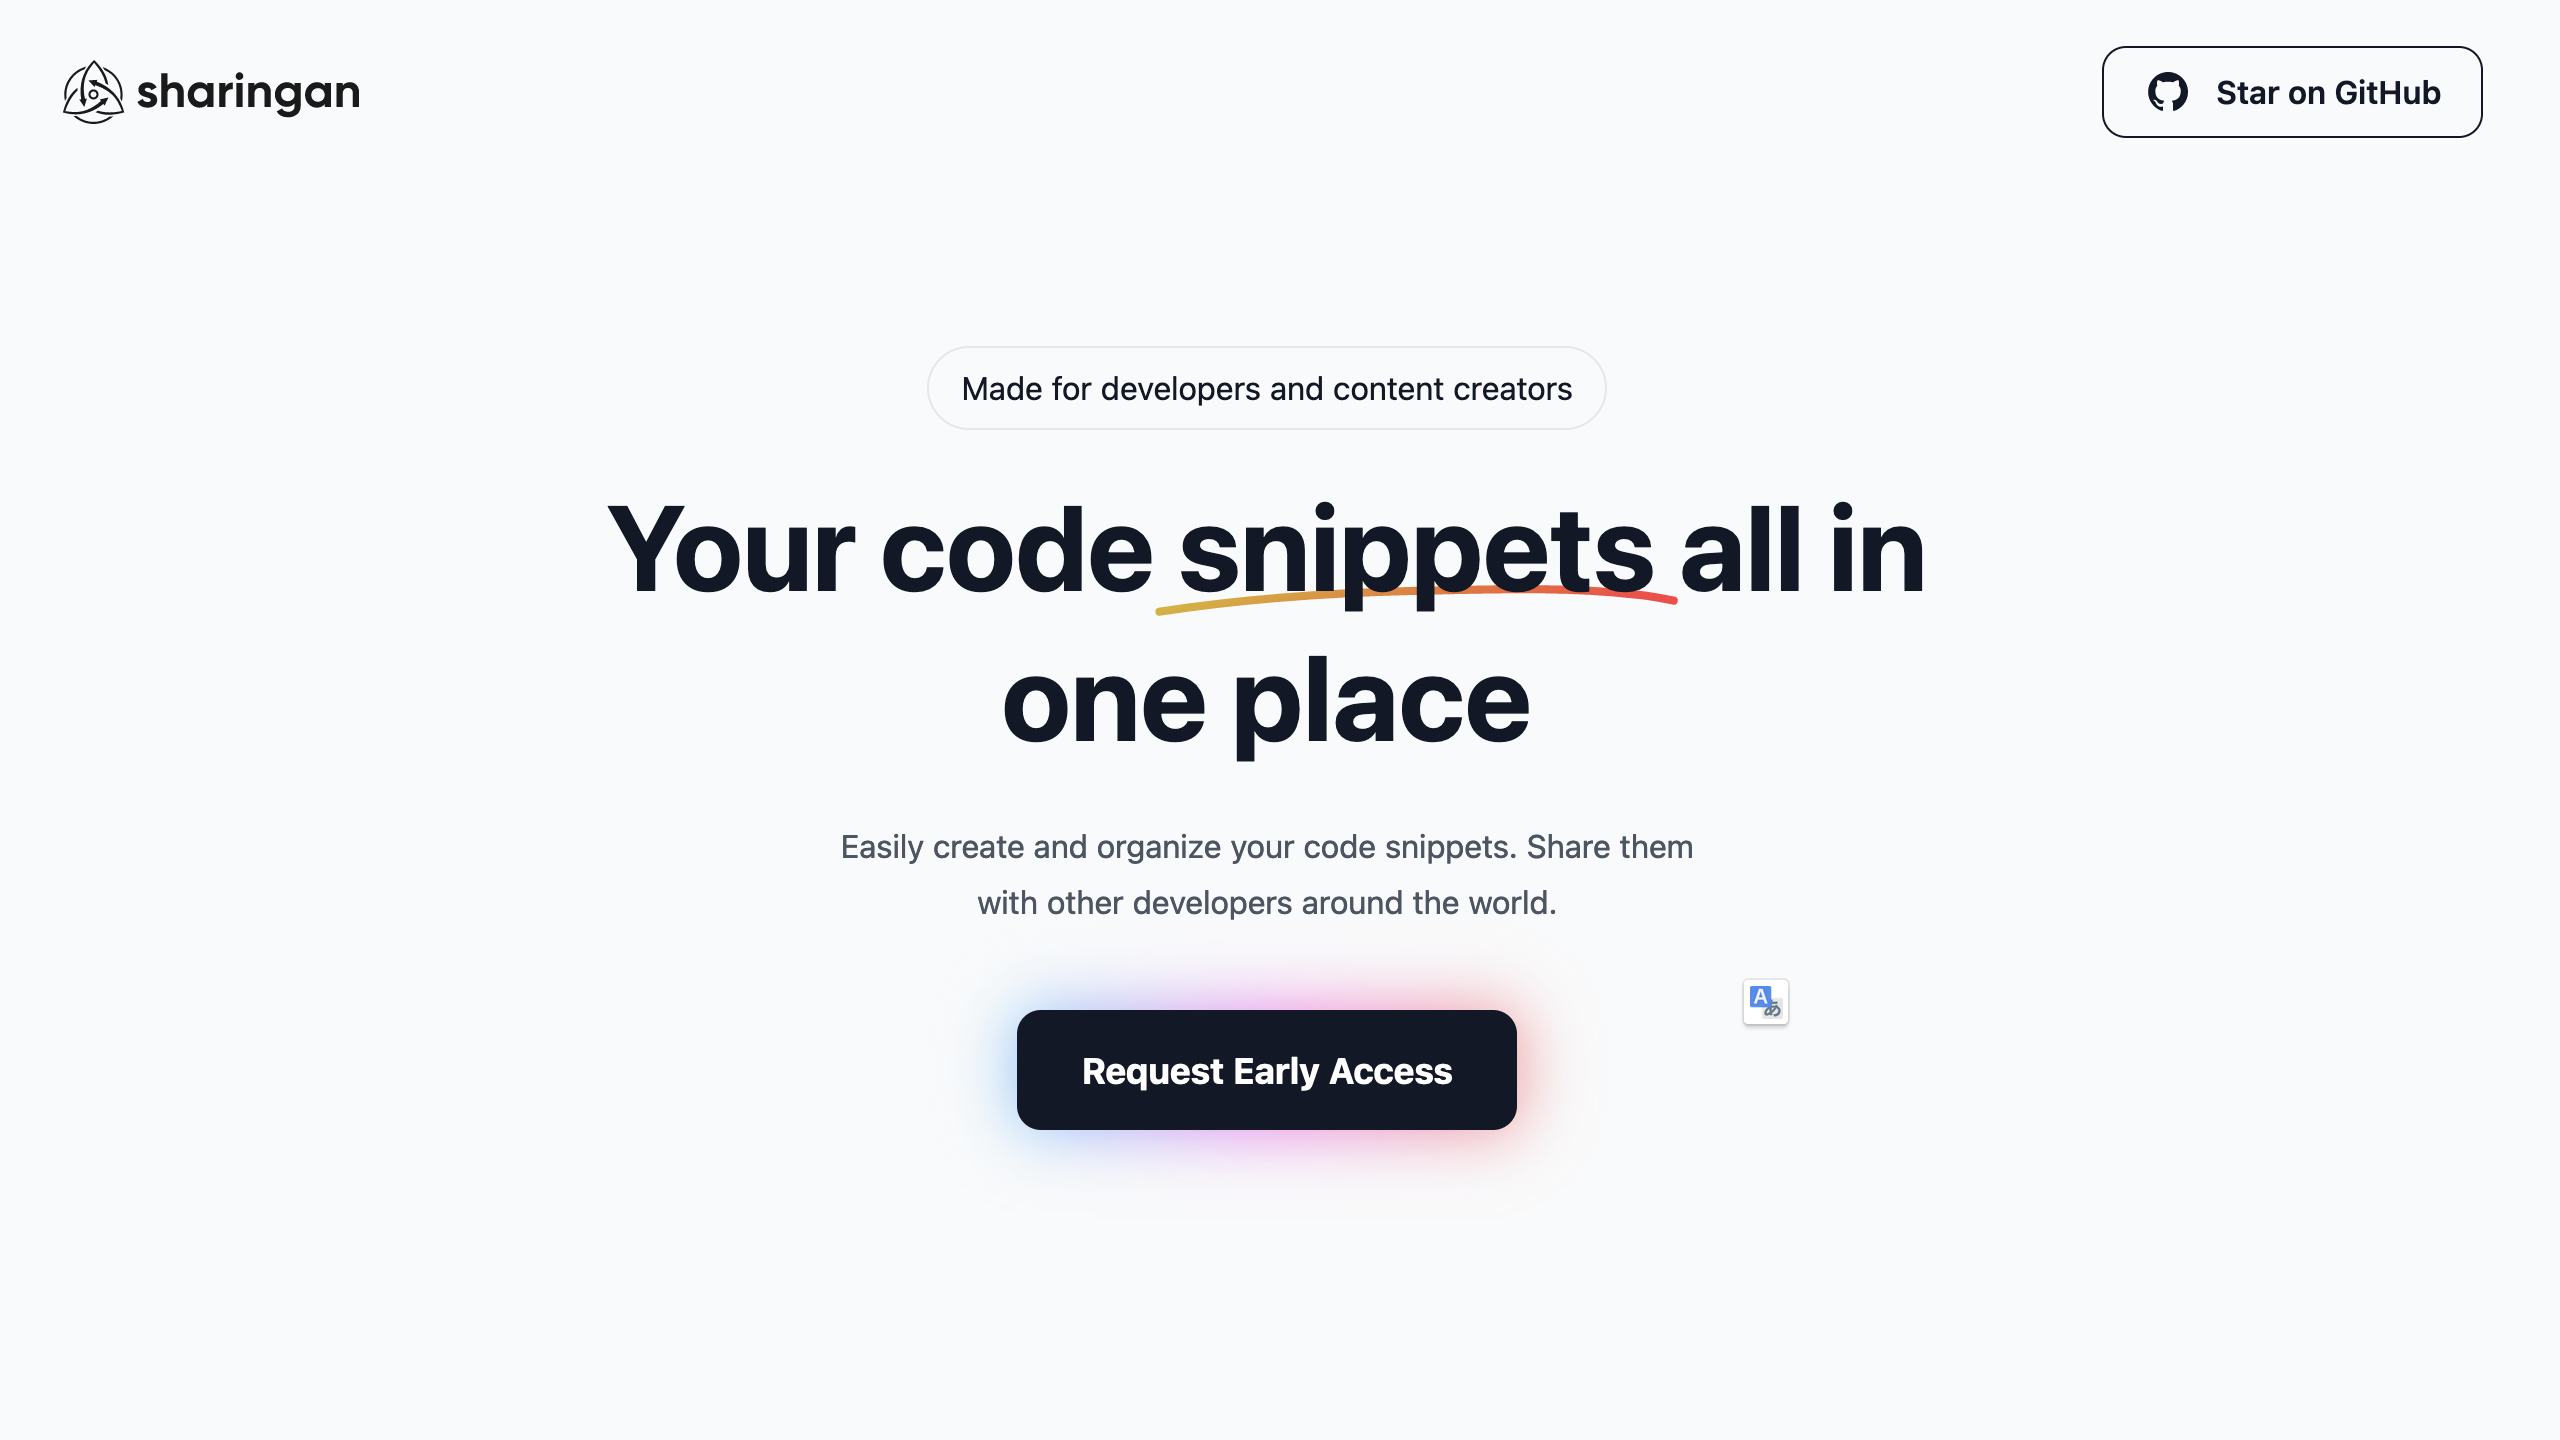 sharingan
Star on GitHub
Made for developers and content creators
Your code snippets all in
one place
Easily create and organize your code snippets. Share them
with other developers around the world.
A あ
Request Early Access